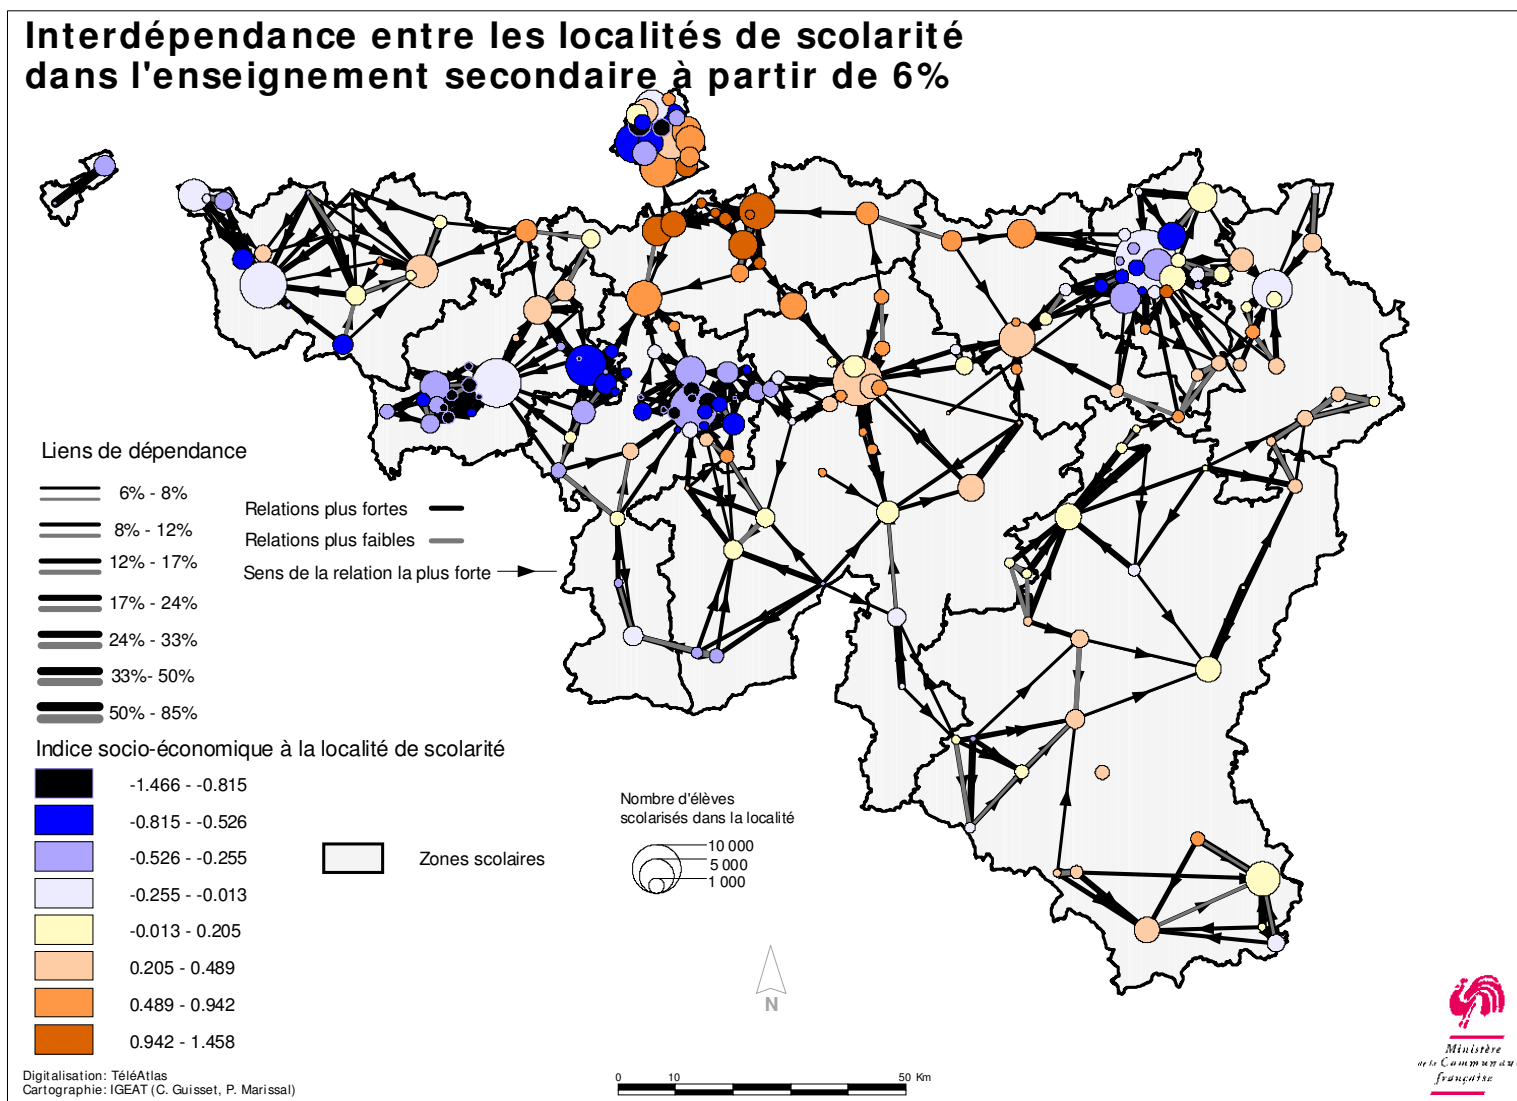 Interdépendance entre les localités de scolarité
dans l'enseignement secondaire à partir de 6%
Liens de dépendance
6% - 8%
8% - 12%
12% - 17%
17% - 24%
24% - 33%
33%- 50%
50% - 85%
Relations plus fortes
Relations plus faibles
Sens de la relation la plus forte
Indice socio-économique à la localité de scolarité
-1.466 - -0.815
-0.815 - -0.526
-0.526 - -0.255
-0.255 - -0.013
-0.013 - 0.205
0.205 - 0.489
0.489 - 0.942
0.942 - 1.458
Zones scolaires
Nombre d'élèves
scolarisés dans la localité
10 000
5 000
1 000
N
Digitalisation: TéléAtlas
Cartographie: IGEAT (C. Guisset, P. Marissal)
0 10 50 Km
Ministère
de la Communauté
française